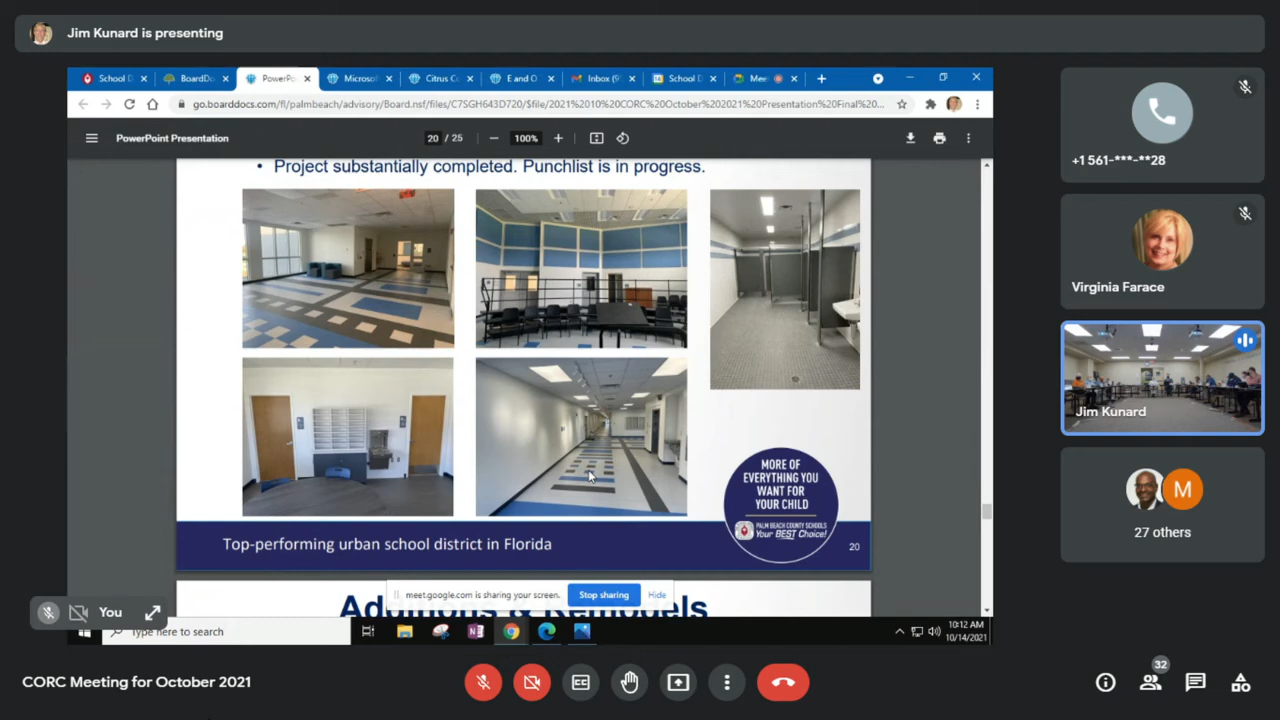 Jim Kunard is presenting
School D
BoardDo
PowerPo
Microsof
Citrus C
E and O
Inbox (9
School D
Mee
go.boarddocs.com/fl/palmbeach/advisory/Board.nsf/files/C7SGH643D720/$file/2021%2010%20CORC%20October%202021%20Presentation%20Final%20...
PowerPoint Presentation
20 / 25
100%
• Project substantially completed. Punchlist is in progress.
MORE OF
EVERYTHING YOU
WANT FOR
YOUR CHILD
PALM BEACH COUNTY SCHOOLS
Your BEST Choice!
Top-performing urban school district in Florida
20
Additions & Remodels
meet.google.com is sharing your screen.
Stop sharing
Hide
You
Type here to search
10:12 AM
10/14/2021
+1 561-***-**28
Virginia Farace
Jim Kunard
M
27 others
CORC Meeting for October 2021
32